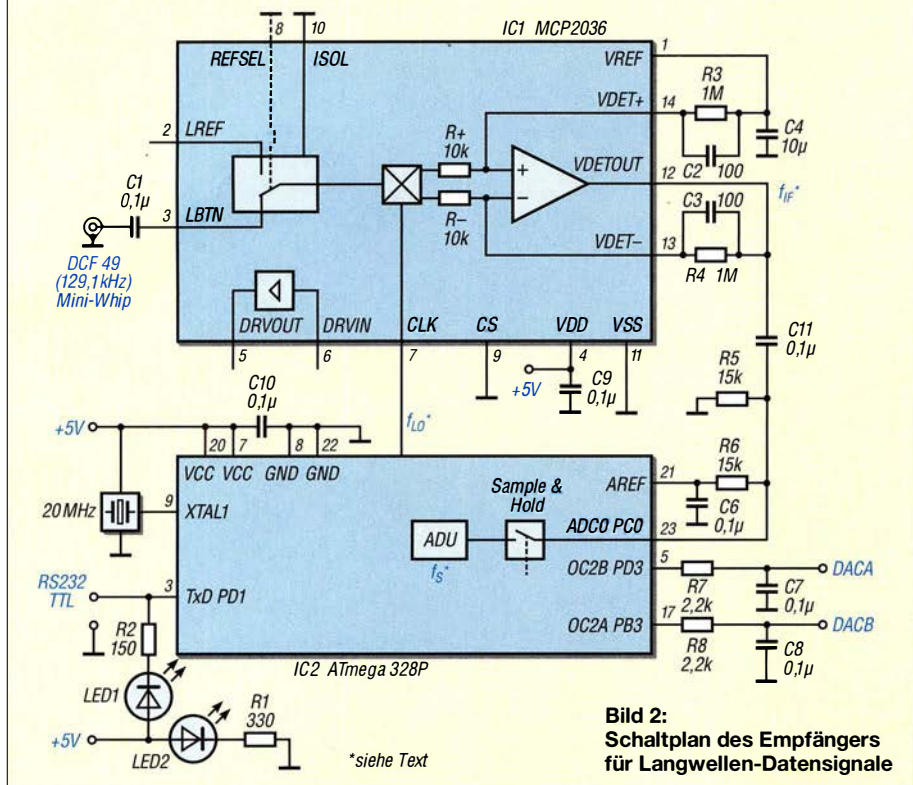 IC1 MCP2036
8
10
REFSEL
ISOL
VREF
1
R3
1M
VDET+
14
C4
10µ
2
LREF
R+
10k
VDETOUT
12
C2
100
C1
0,1µ
+
−
fIF*
C3
100
3
LBTN
R−
10k
VDET−
13
R4
1M
DCF 49
(129,1kHz)
Mini-Whip
DRVOUT
DRVIN
CLK
CS
VDD
VSS
5
6
7
9
4
11
C11
0,1µ
+5V
C9
0,1µ
R5
15k
C10
0,1µ
fLO*
+5V
20
7
8
22
VCC
VCC
GND
GND
AREF
21
R6
15k
Sample &
Hold
C6
0,1µ
20 MHz
9
XTAL1
ADU
fS*
ADC0 PC0
23
RS232
TTL
3
TxD PD1
OC2B PD3
5
R7
2,2k
C7
0,1µ
DACA
R2
150
OC2A PB3
17
R8
2,2k
C8
0,1µ
DACB
IC2 ATmega 328P
LED1
R1
330
+5V
LED2
*siehe Text
Bild 2:
Schaltplan des Empfängers
für Langwellen-Datensignale